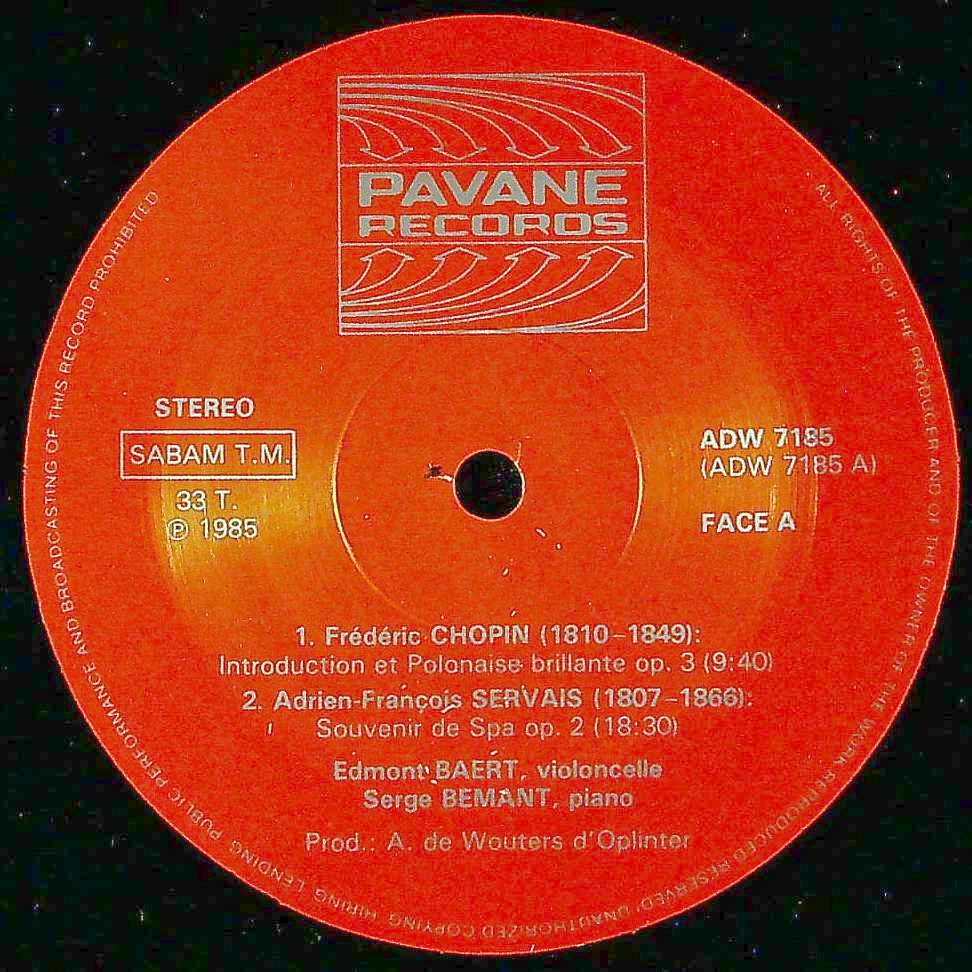 PAVANE
RECORDS
STEREO
SABAM T.M.
33 T.
℗ 1985
ADW 7185
(ADW 7185 A)
FACE A
1. Frédéric CHOPIN (1810–1849):
Introduction et Polonaise brillante op. 3 (9:40)
2. Adrien-François SERVAIS (1807–1866):
Souvenir de Spa op. 2 (18:30)
Edmont BAERT, violoncelle
Serge BEMANT, piano
Prod.: A. de Wouters d'Oplinter
ALL RIGHTS OF THE PRODUCER AND OF THE OWNER OF THE WORK REPRODUCED RESERVED. UNAUTHORIZED COPYING HIRING LENDING PUBLIC PERFORMANCE AND BROADCASTING OF THIS RECORD PROHIBITED